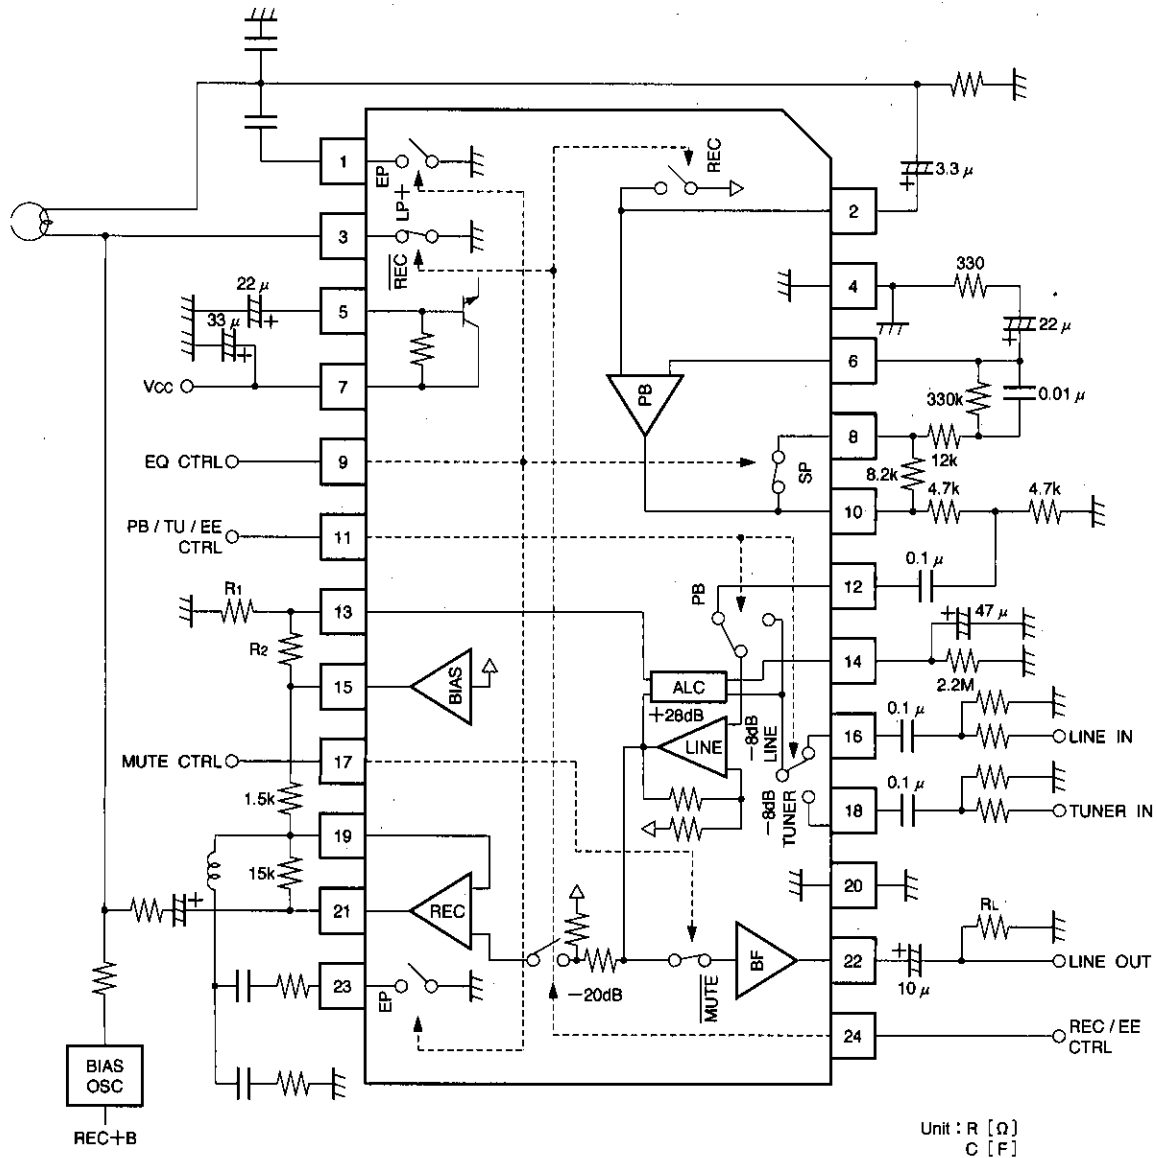 REC
1
EP
LP+
3.3 μ
2
3
REC
22 μ
5
4
330
33 μ
22 μ
6
Vcc
7
PB
330k
0.01 μ
8
EQ CTRL
9
SP
12k
8.2k
4.7k
4.7k
10
PB / TU / EE
CTRL
11
0.1 μ
12
PB
R1
13
47 μ
R2
14
2.2M
15
BIAS
ALC
+28dB
LINE
-8dB
LINE
0.1 μ
16
LINE IN
MUTE CTRL
17
-8dB
TUNER
0.1 μ
18
TUNER IN
1.5k
19
15k
20
21
REC
RL
BF
22
LINE OUT
10 μ
23
EP
-20dB
MUTE
24
REC / EE
CTRL
BIAS
OSC
REC+B
Unit : R [Ω]
C [F]